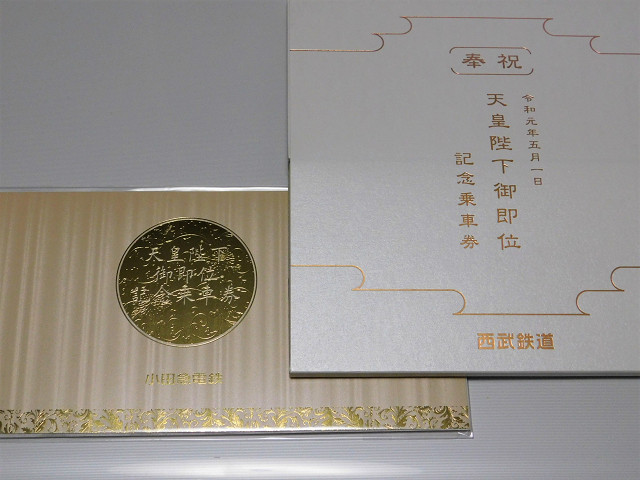 奉祝
令和元年五月一日
天皇陛下御即位
記念乗車券
西武鉄道
天皇陛下
御即位
記念乗車券
小田急電鉄